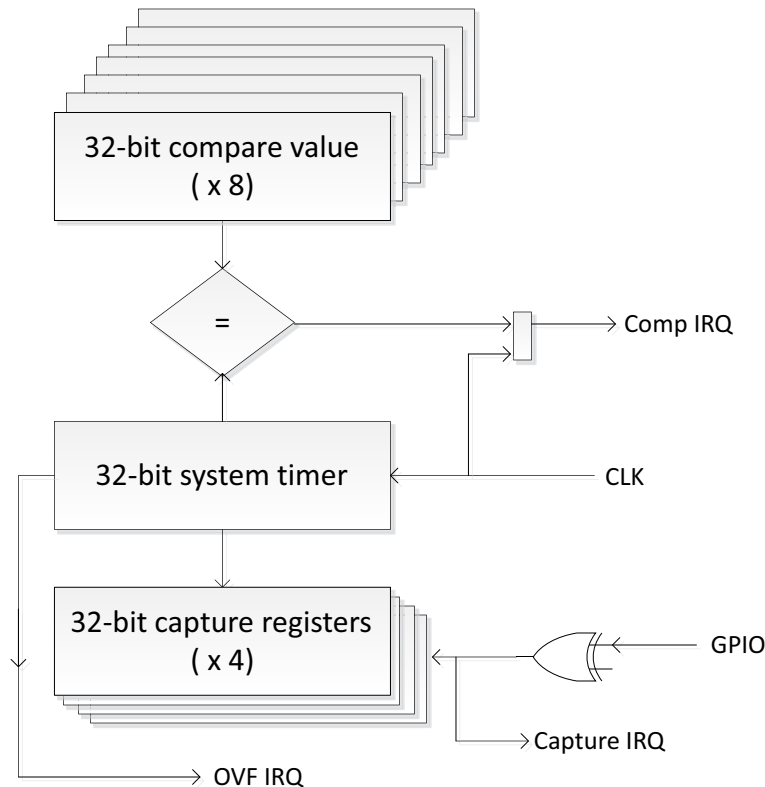 32-bit compare value
( x 8)
=
Comp IRQ
32-bit system timer
CLK
32-bit capture registers
( x 4)
GPIO
Capture IRQ
OVF IRQ